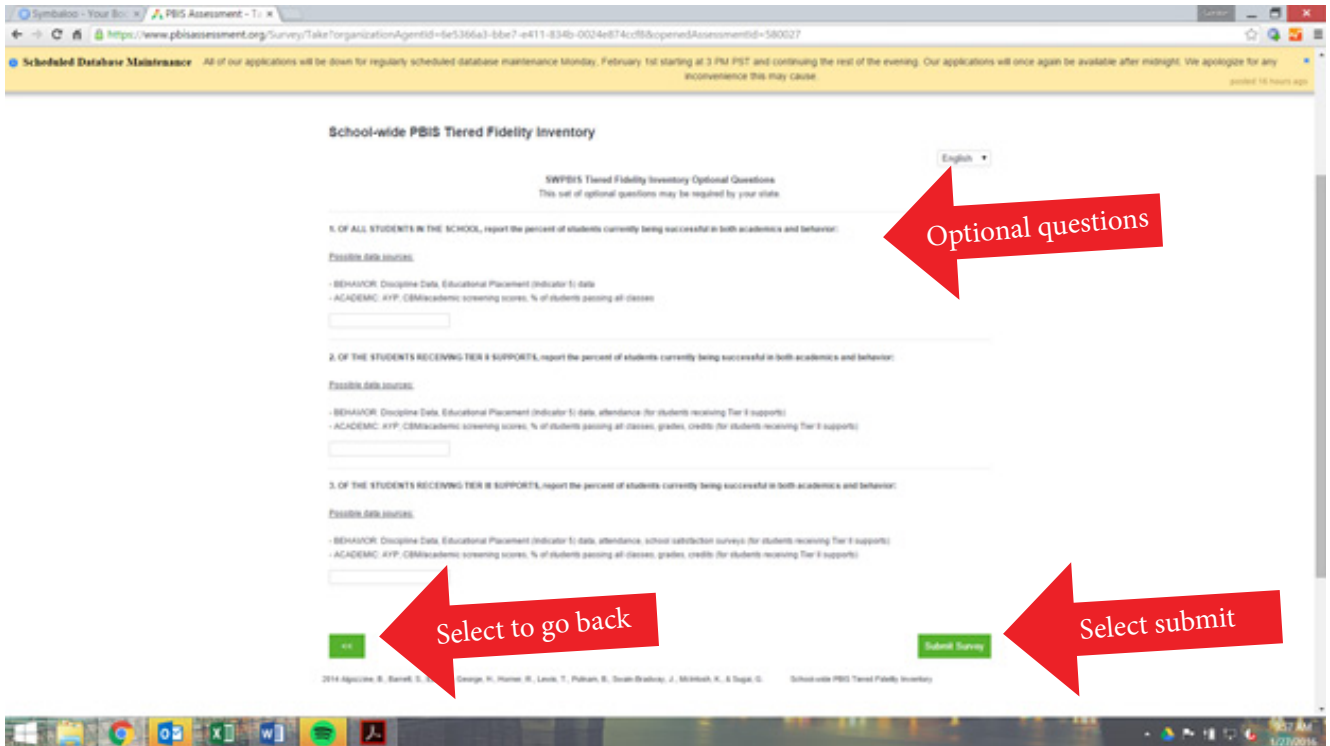 Symbaloo - Your Bo
PBIS Assessment - Ta
https://www.pbisassessment.org/Survey/Take?organizationAgentId=6e5366a3-bbe7-e411-834b-0024e874ccf8&openedAssessmentId=580027
Scheduled Database Maintenance All of our applications will be down for regularly scheduled database maintenance Monday, February 1st starting at 3 PM PST and continuing the rest of the evening. Our applications will once again be available after midnight. We apologize for any
inconvenience this may cause.
posted 16 hours ago
School-wide PBIS Tiered Fidelity Inventory
English
SWPBIS Tiered Fidelity Inventory Optional Questions
This set of optional questions may be required by your state.
Optional questions
1. OF ALL STUDENTS IN THE SCHOOL, report the percent of students currently being successful in both academics and behavior:
Possible data sources:
- BEHAVIOR: Discipline Data, Educational Placement (Indicator 5) data
- ACADEMIC: AYP, CBM/academic screening scores, % of students passing all classes
2. OF THE STUDENTS RECEIVING TIER II SUPPORTS, report the percent of students currently being successful in both academics and behavior:
Possible data sources:
- BEHAVIOR: Discipline Data, Educational Placement (Indicator 5) data, attendance (for students receiving Tier II supports)
- ACADEMIC: AYP, CBM/academic screening scores, % of students passing all classes, grades, credits (for students receiving Tier II supports)
3. OF THE STUDENTS RECEIVING TIER III SUPPORTS, report the percent of students currently being successful in both academics and behavior:
Possible data sources:
- BEHAVIOR: Discipline Data, Educational Placement (Indicator 5) data, attendance, school satisfaction surveys (for students receiving Tier II supports)
- ACADEMIC: AYP, CBM/academic screening scores, % of students passing all classes, grades, credits (for students receiving Tier II supports)
<<
Select to go back
Submit Survey
Select submit
2014 Algozzine, B., Barrett, S., George, H., Horner, R., Lewis, T., Putnam, B., Swain-Bradway, J., McIntosh, K., & Sugai, G. School-wide PBIS Tiered Fidelity Inventory
9:57 AM
1/27/2016